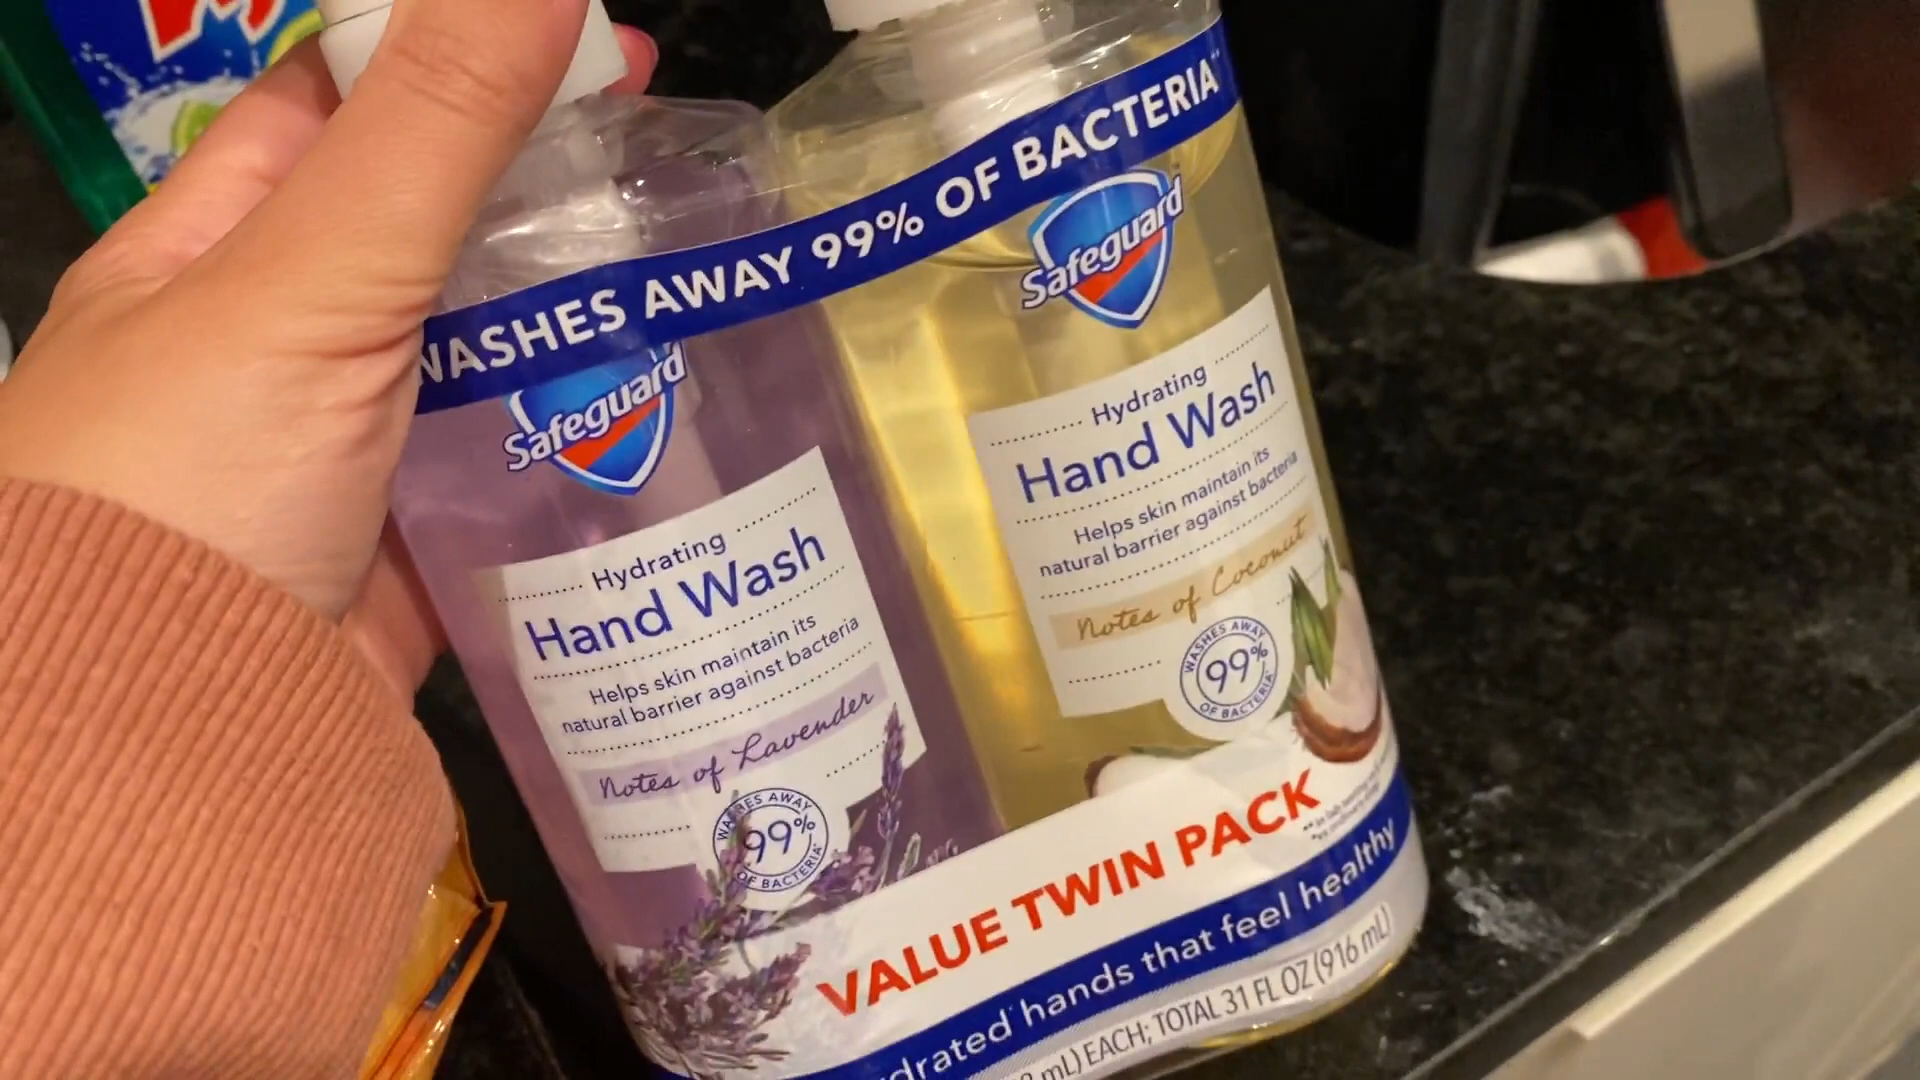 WASHES AWAY 99% OF BACTERIA**
Safeguard
Hydrating
Hand Wash
Helps skin maintain its
natural barrier against bacteria
Notes of Lavender
WASHES AWAY
99%
OF BACTERIA*
Safeguard
Hydrating
Hand Wash
Helps skin maintain its
natural barrier against bacteria
Notes of Coconut
WASHES AWAY
99%
OF BACTERIA*
VALUE TWIN PACK
hands that feel healthy
mL) EACH; TOTAL 31 FL OZ (916 mL)